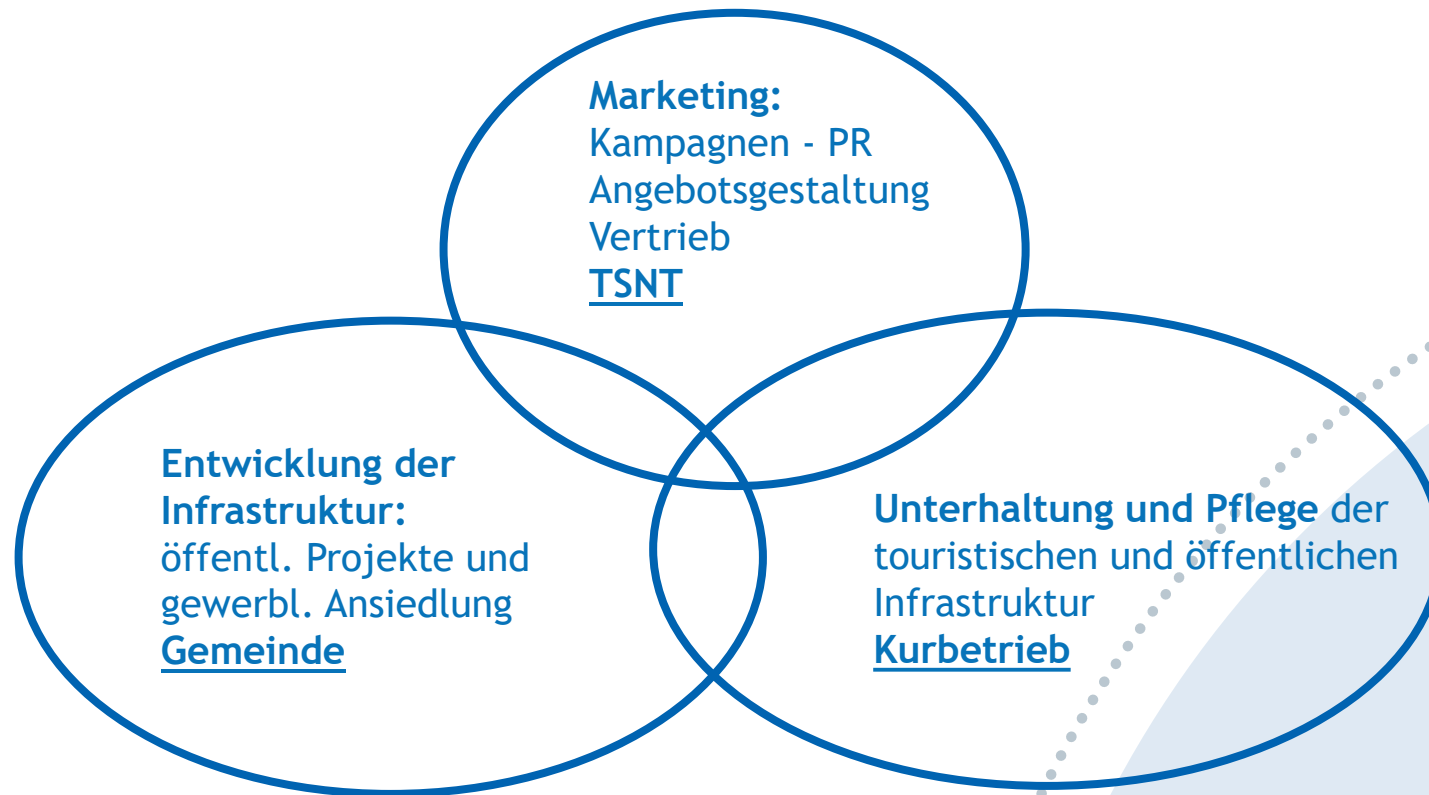 Marketing:
Kampagnen - PR
Angebotsgestaltung
Vertrieb
TSNT
Entwicklung der
Infrastruktur:
öffentl. Projekte und
gewerbl. Ansiedlung
Gemeinde
Unterhaltung und Pflege der
touristischen und öffentlichen
Infrastruktur
Kurbetrieb